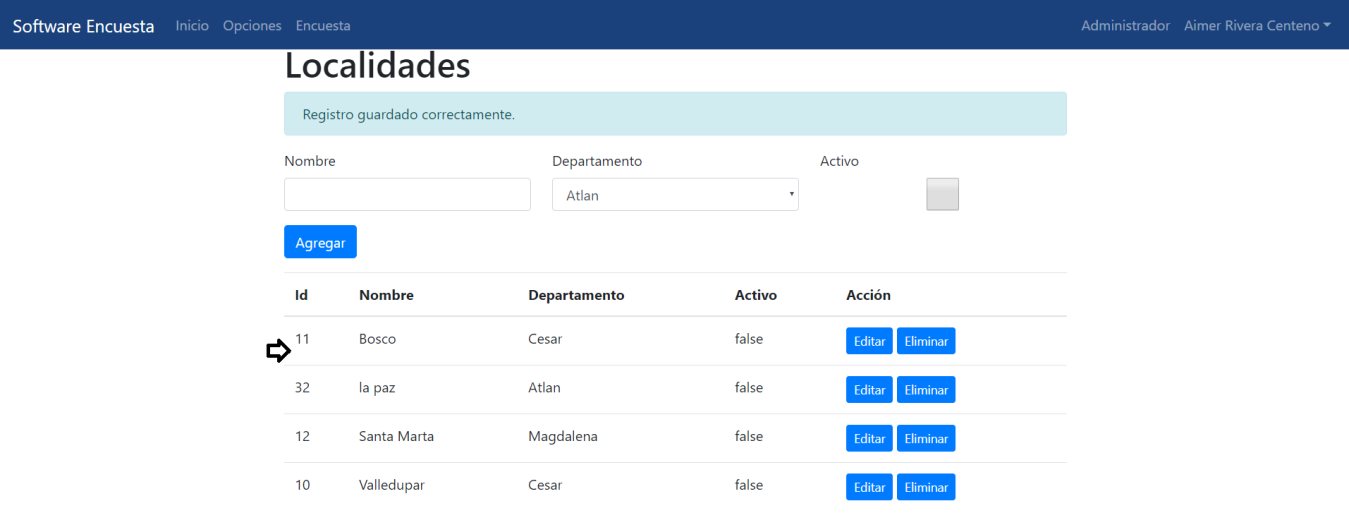 Software Encuesta Inicio Opciones Encuesta Administrador Aimer Rivera Centeno
Localidades
Registro guardado correctamente.
Nombre Departamento Activo
Atlan
Agregar
Id Nombre Departamento Activo Acción
11 Bosco Cesar false Editar Eliminar
32 la paz Atlan false Editar Eliminar
12 Santa Marta Magdalena false Editar Eliminar
10 Valledupar Cesar false Editar Eliminar